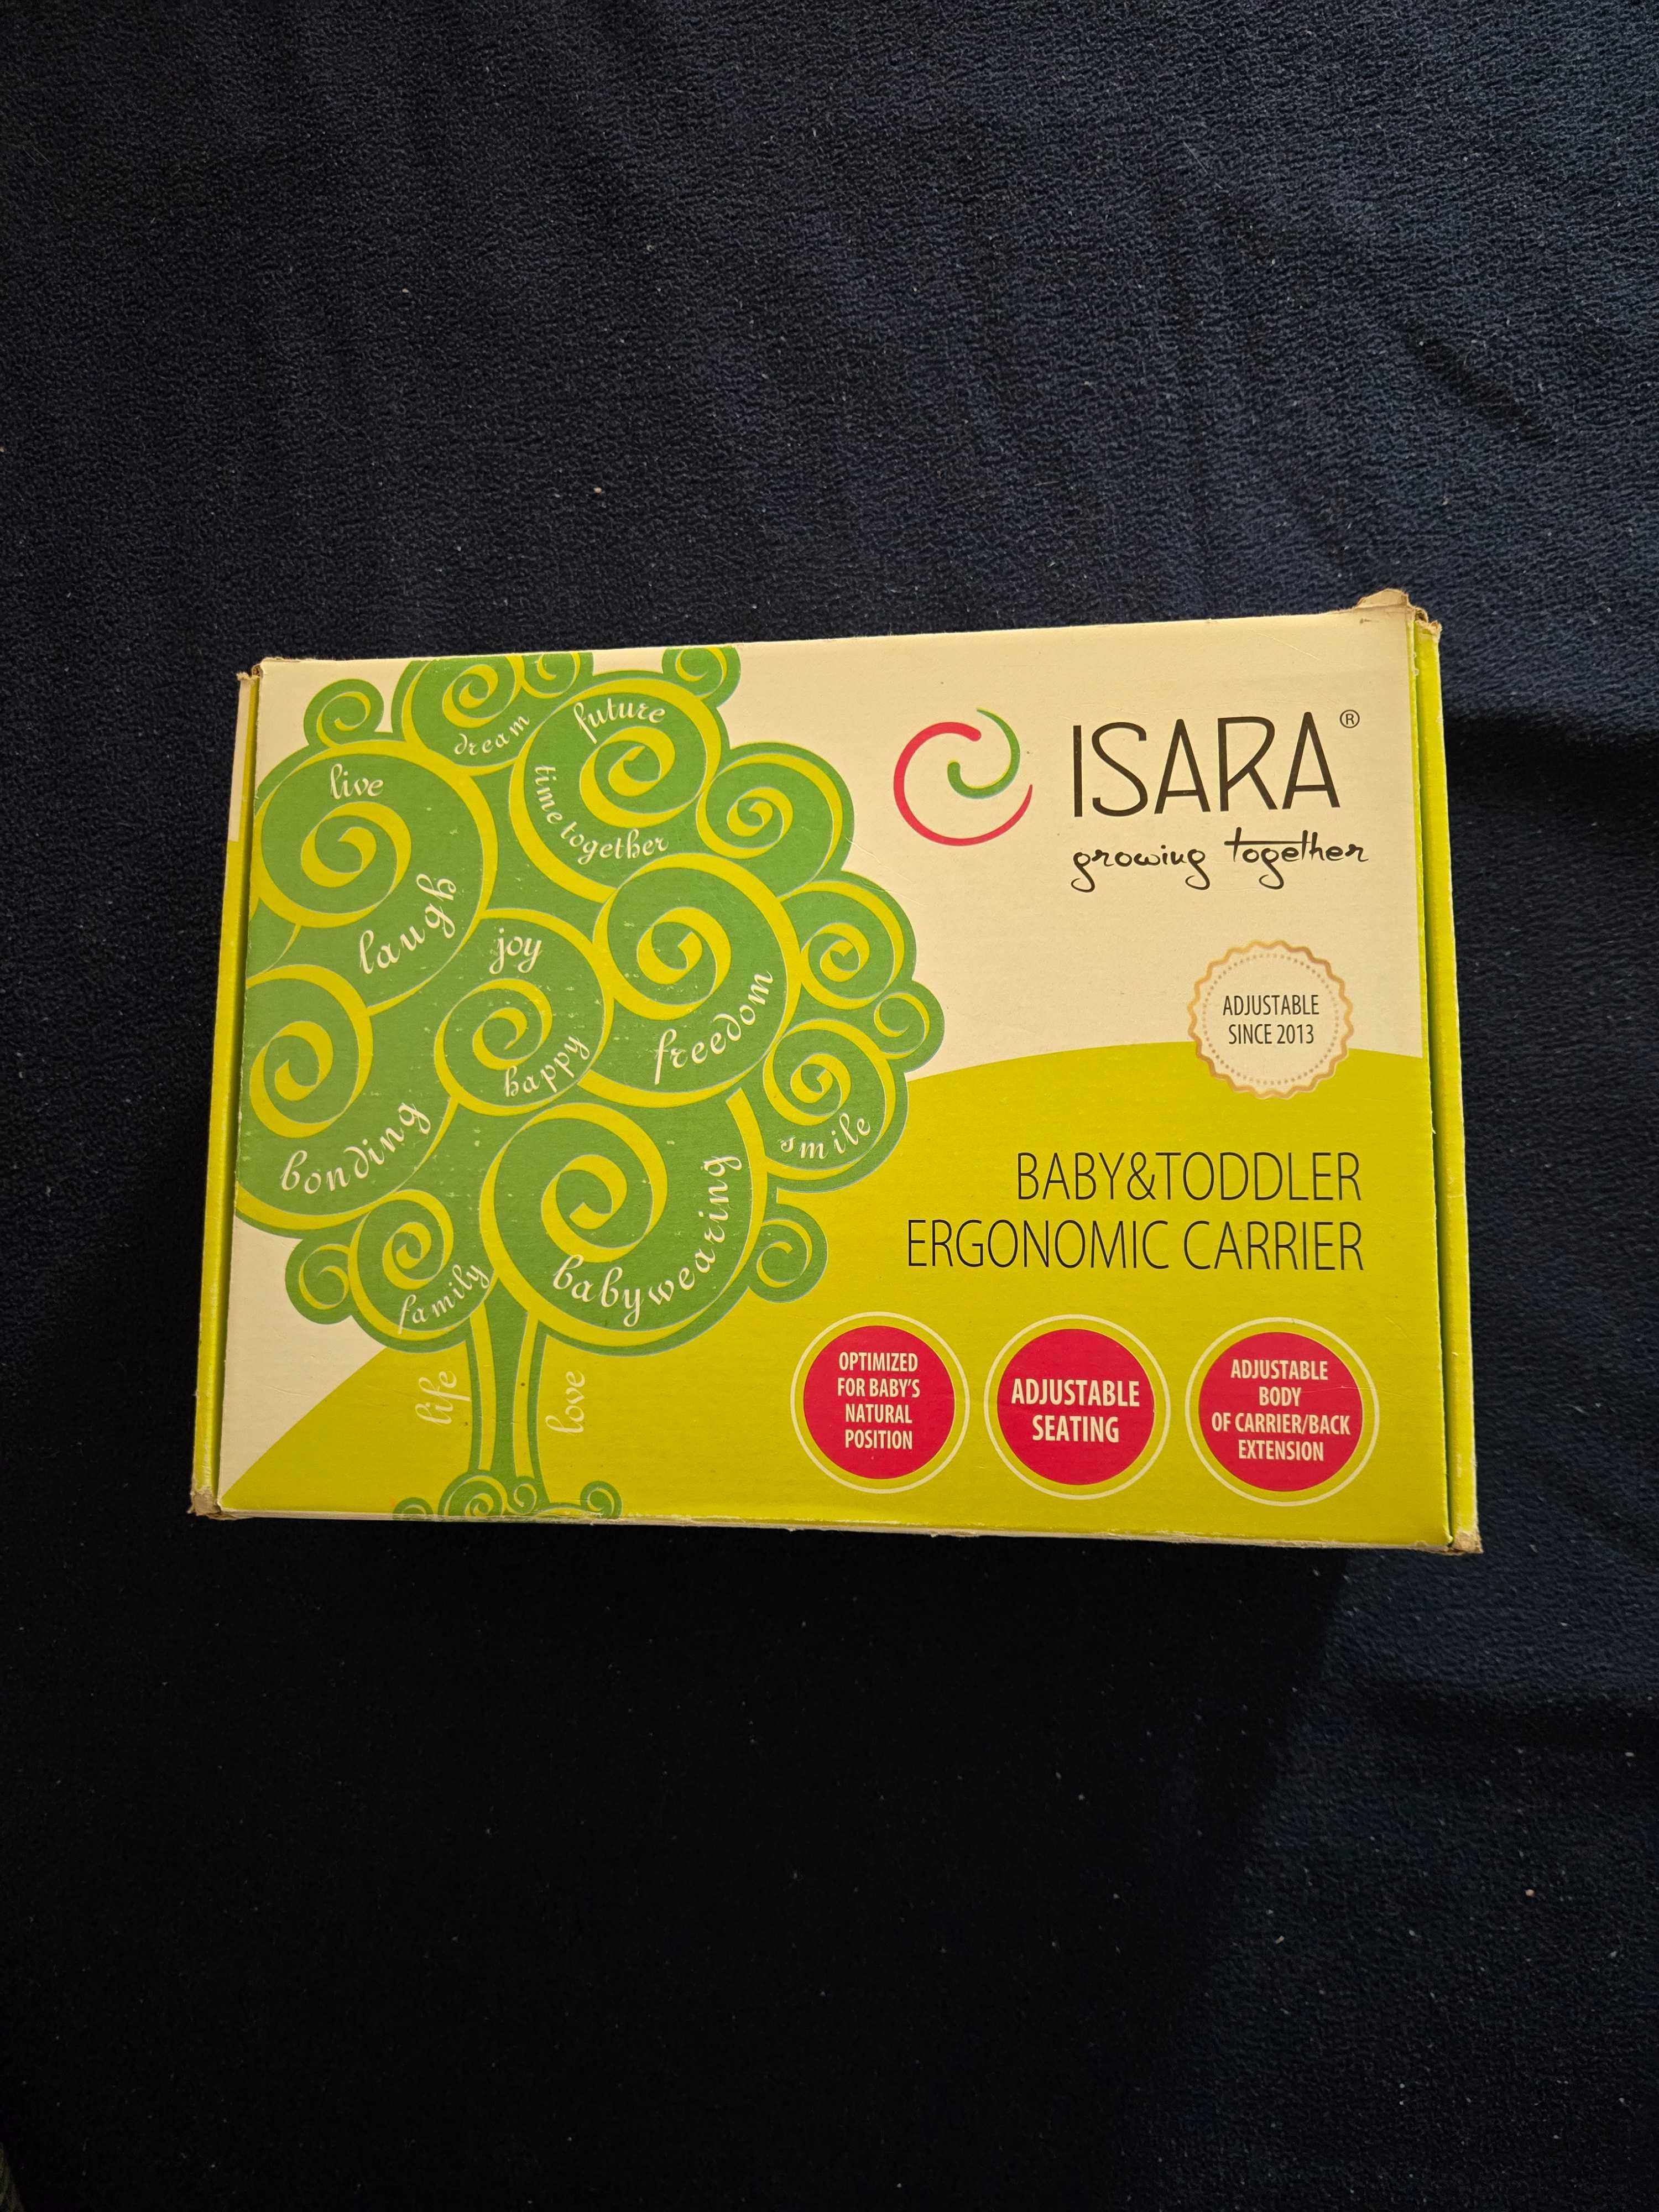 dream
future
time together
live
laugh
joy
happy
freedom
smile
bonding
babywearing
family
life
love
ISARA®
growing together
ADJUSTABLE
SINCE 2013
BABY&TODDLER
ERGONOMIC CARRIER
OPTIMIZED
FOR BABY'S
NATURAL
POSITION
ADJUSTABLE
SEATING
ADJUSTABLE
BODY
OF CARRIER/BACK
EXTENSION